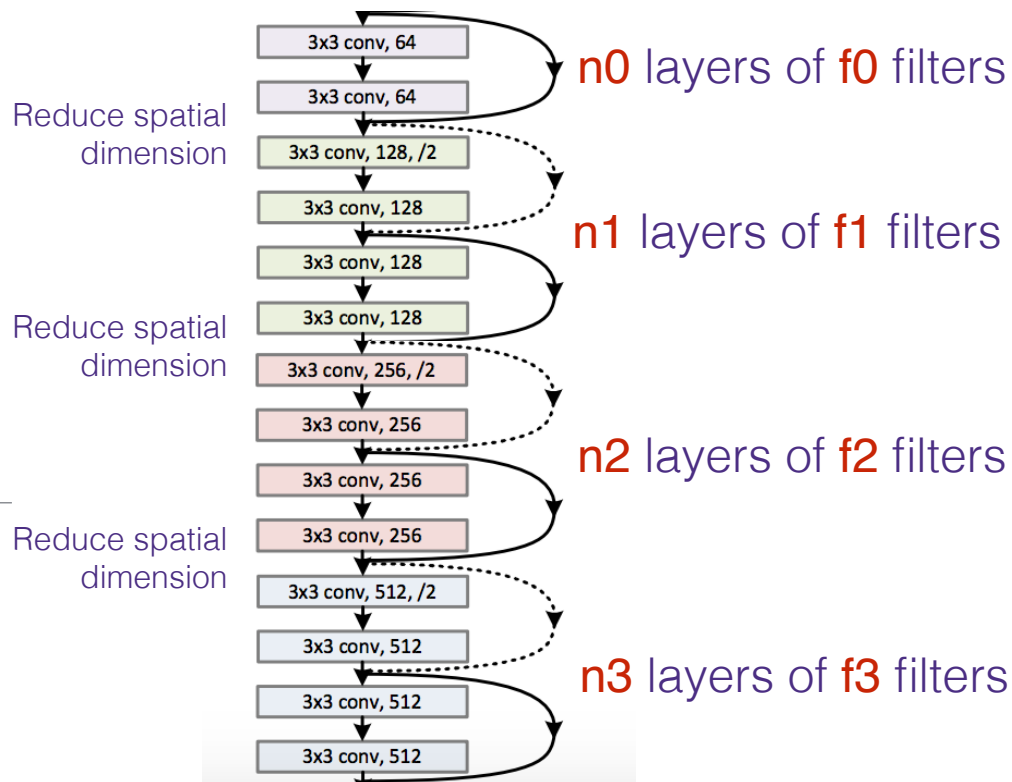 3x3 conv, 64
n0 layers of f0 filters
3x3 conv, 64
Reduce spatial
dimension
3x3 conv, 128, /2
3x3 conv, 128
n1 layers of f1 filters
3x3 conv, 128
3x3 conv, 128
Reduce spatial
dimension
3x3 conv, 256, /2
3x3 conv, 256
n2 layers of f2 filters
3x3 conv, 256
3x3 conv, 256
Reduce spatial
dimension
3x3 conv, 512, /2
3x3 conv, 512
n3 layers of f3 filters
3x3 conv, 512
3x3 conv, 512